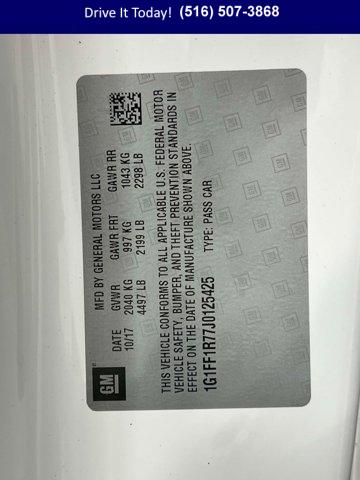 Drive It Today! (516) 507-3868
MFD BY GENERAL MOTORS LLC
DATE GVWR GAWR FRT GAWR RR
10/17 2040 KG 997 KG 1043 KG
4497 LB 2199 LB 2298 LB
THIS VEHICLE CONFORMS TO ALL APPLICABLE U.S. FEDERAL MOTOR
VEHICLE SAFETY, BUMPER, AND THEFT PREVENTION STANDARDS IN
EFFECT ON THE DATE OF MANUFACTURE SHOWN ABOVE.
1G1FF1R77J0125425 TYPE: PASS CAR
GM